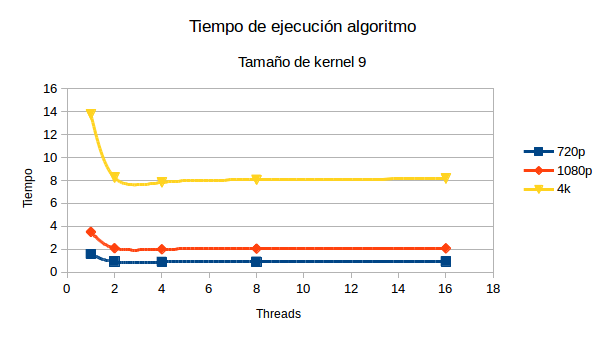 Tiempo de ejecución algoritmo
Tamaño de kernel 9
16
14
12
10
8
6
4
2
0
Tiempo
0 2 4 6 8 10 12 14 16 18
Threads
720p
1080p
4k